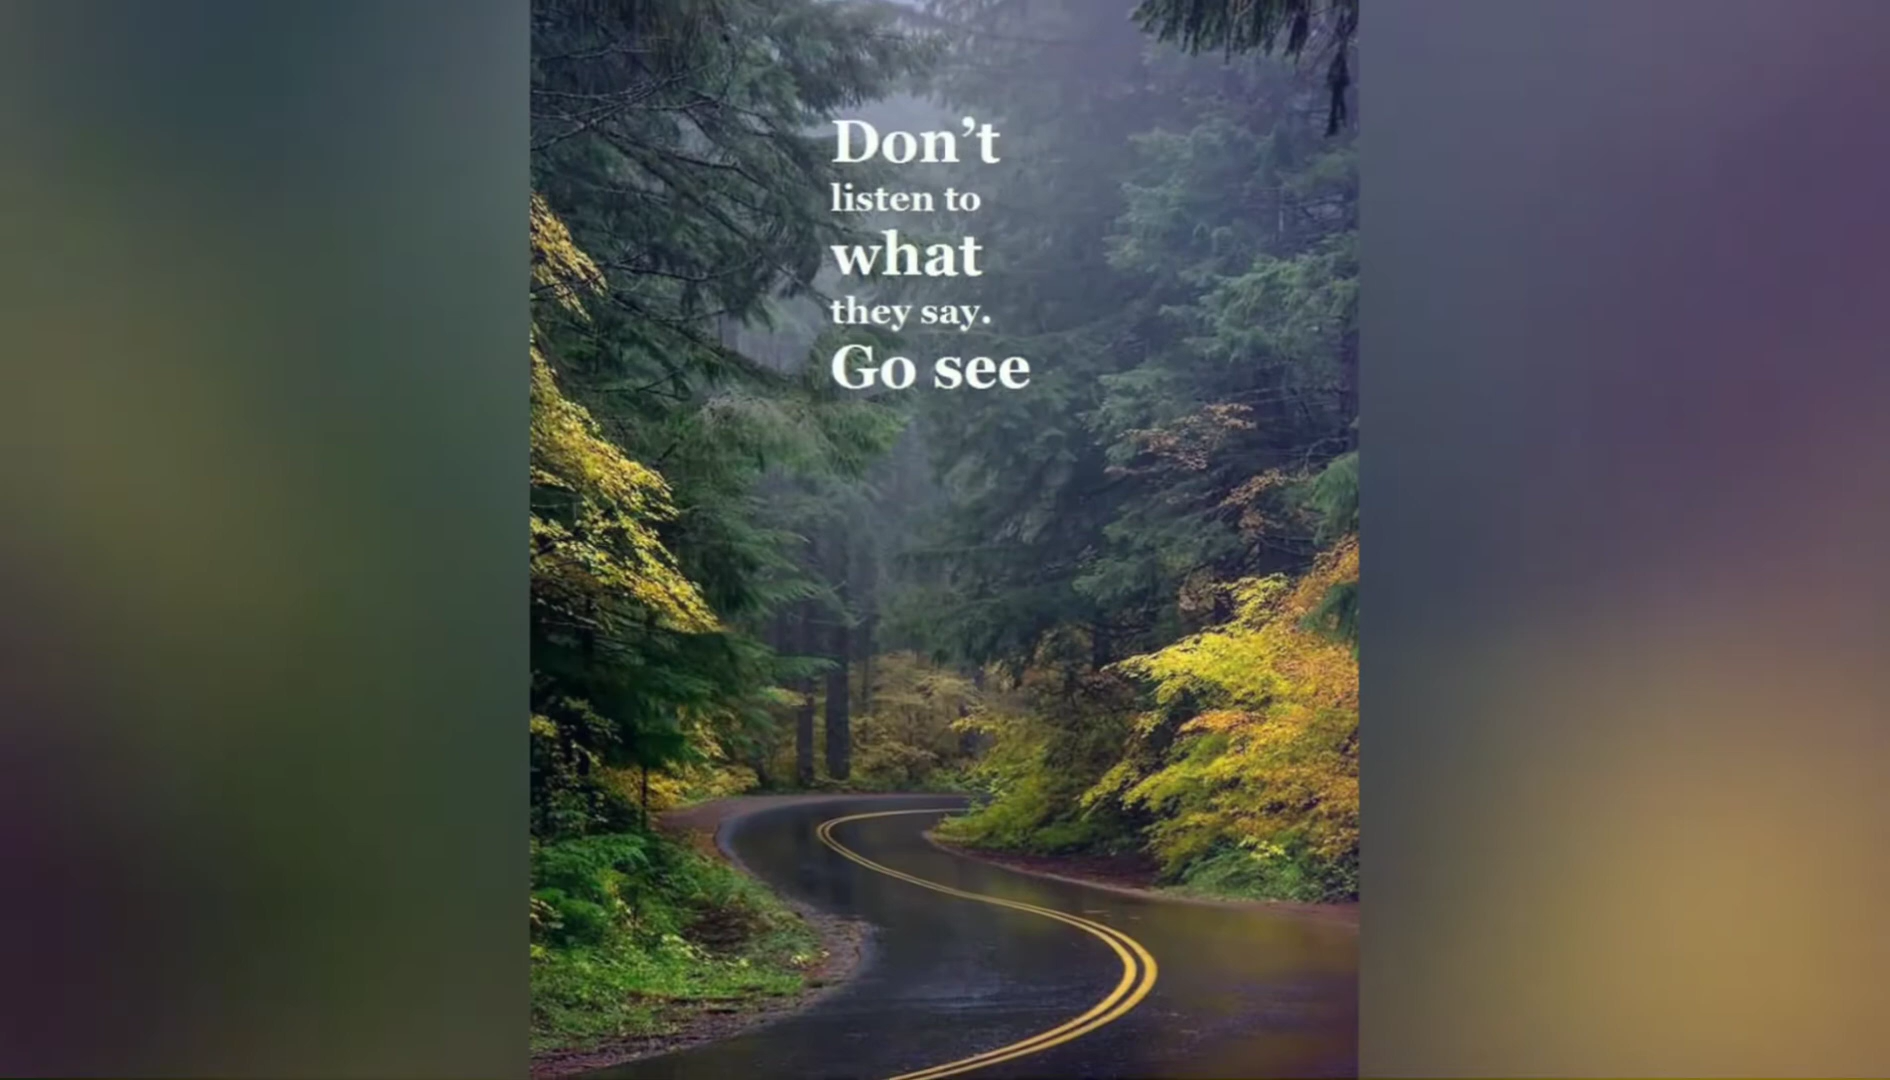 Don’t
listen to
what
they say.
Go see